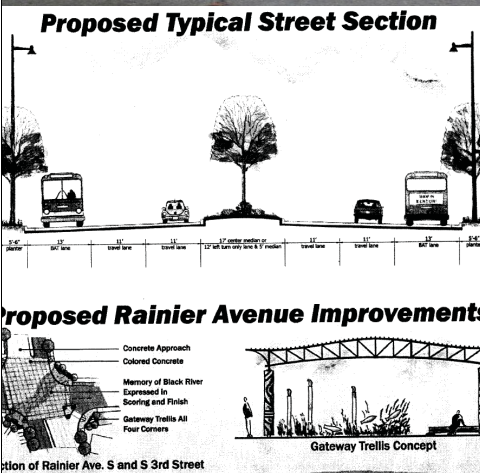 Proposed Typical Street Section
5'-6" 13' 11' 11' 17' center median or 11' 11' 13' 5'-6"
planter BAT lane travel lane travel lane 12' left turn only lane & 5' median travel lane travel lane BAT lane
Proposed Rainier Avenue Improvements
Concrete Approach
Colored Concrete
Memory of Black River
Expressed in
Scoring and Finish
Gateway Trellis All
Four Corners
ction of Rainier Ave. S and S 3rd Street
Gateway Trellis Concept